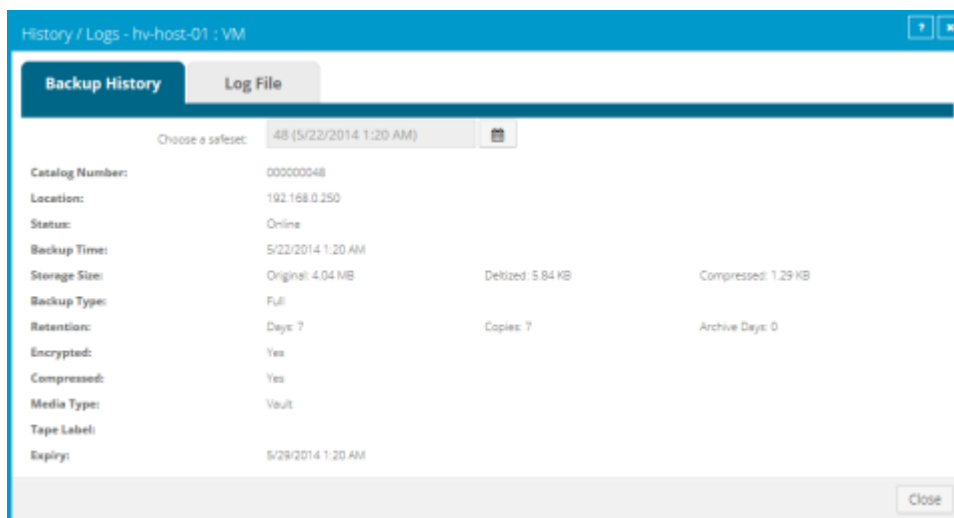 History / Logs - hv-host-01 : VM
Backup History Log File
Choose a safeset: 48 (5/22/2014 1:20 AM)
Catalog Number: 000000048
Location: 192.168.0.250
Status: Online
Backup Time: 5/22/2014 1:20 AM
Storage Size: Original: 4.04 MB Deltized: 5.84 KB Compressed: 1.29 KB
Backup Type: Full
Retention: Days: 7 Copies: 7 Archive Days: 0
Encrypted: Yes
Compressed: Yes
Media Type: Vault
Tape Label:
Expiry: 5/29/2014 1:20 AM
Close